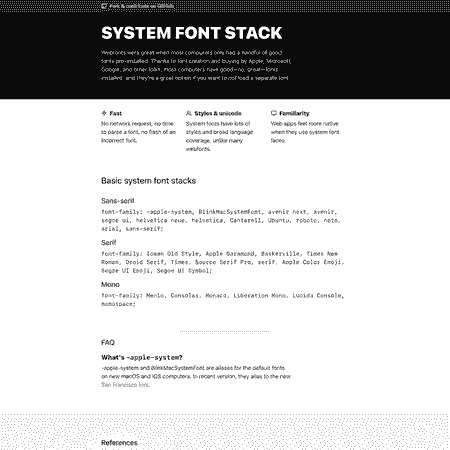 Fork & contribute on GitHub
SYSTEM FONT STACK
Webfonts were great when most computers only had a handful of good
fonts pre-installed. Thanks to font creation and buying by Apple, Microsoft,
Google, and other folks, most computers have good—no, great—fonts
installed, and they're a great option if you want to not load a separate font.
Fast
No network request, no time
to parse a font, no flash of an
incorrect font.
Styles & unicode
System fonts have lots of
styles and broad language
coverage, unlike many
webfonts.
Familiarity
Web apps feel more native
when they use system font
faces.
Basic system font stacks
Sans-serif
font-family: -apple-system, BlinkMacSystemFont, avenir next, avenir,
segoe ui, helvetica neue, helvetica, Cantarell, Ubuntu, roboto, noto,
arial, sans-serif;
Serif
font-family: Iowan Old Style, Apple Garamond, Baskerville, Times New
Roman, Droid Serif, Times, Source Serif Pro, serif, Apple Color Emoji,
Segoe UI Emoji, Segoe UI Symbol;
Mono
font-family: Menlo, Consolas, Monaco, Liberation Mono, Lucida Console,
monospace;
FAQ
What's -apple-system?
-apple-system and BlinkMacSystemFont are aliases for the default fonts
on new macOS and iOS computers. In recent version, they alias to the new
San Francisco font.
References